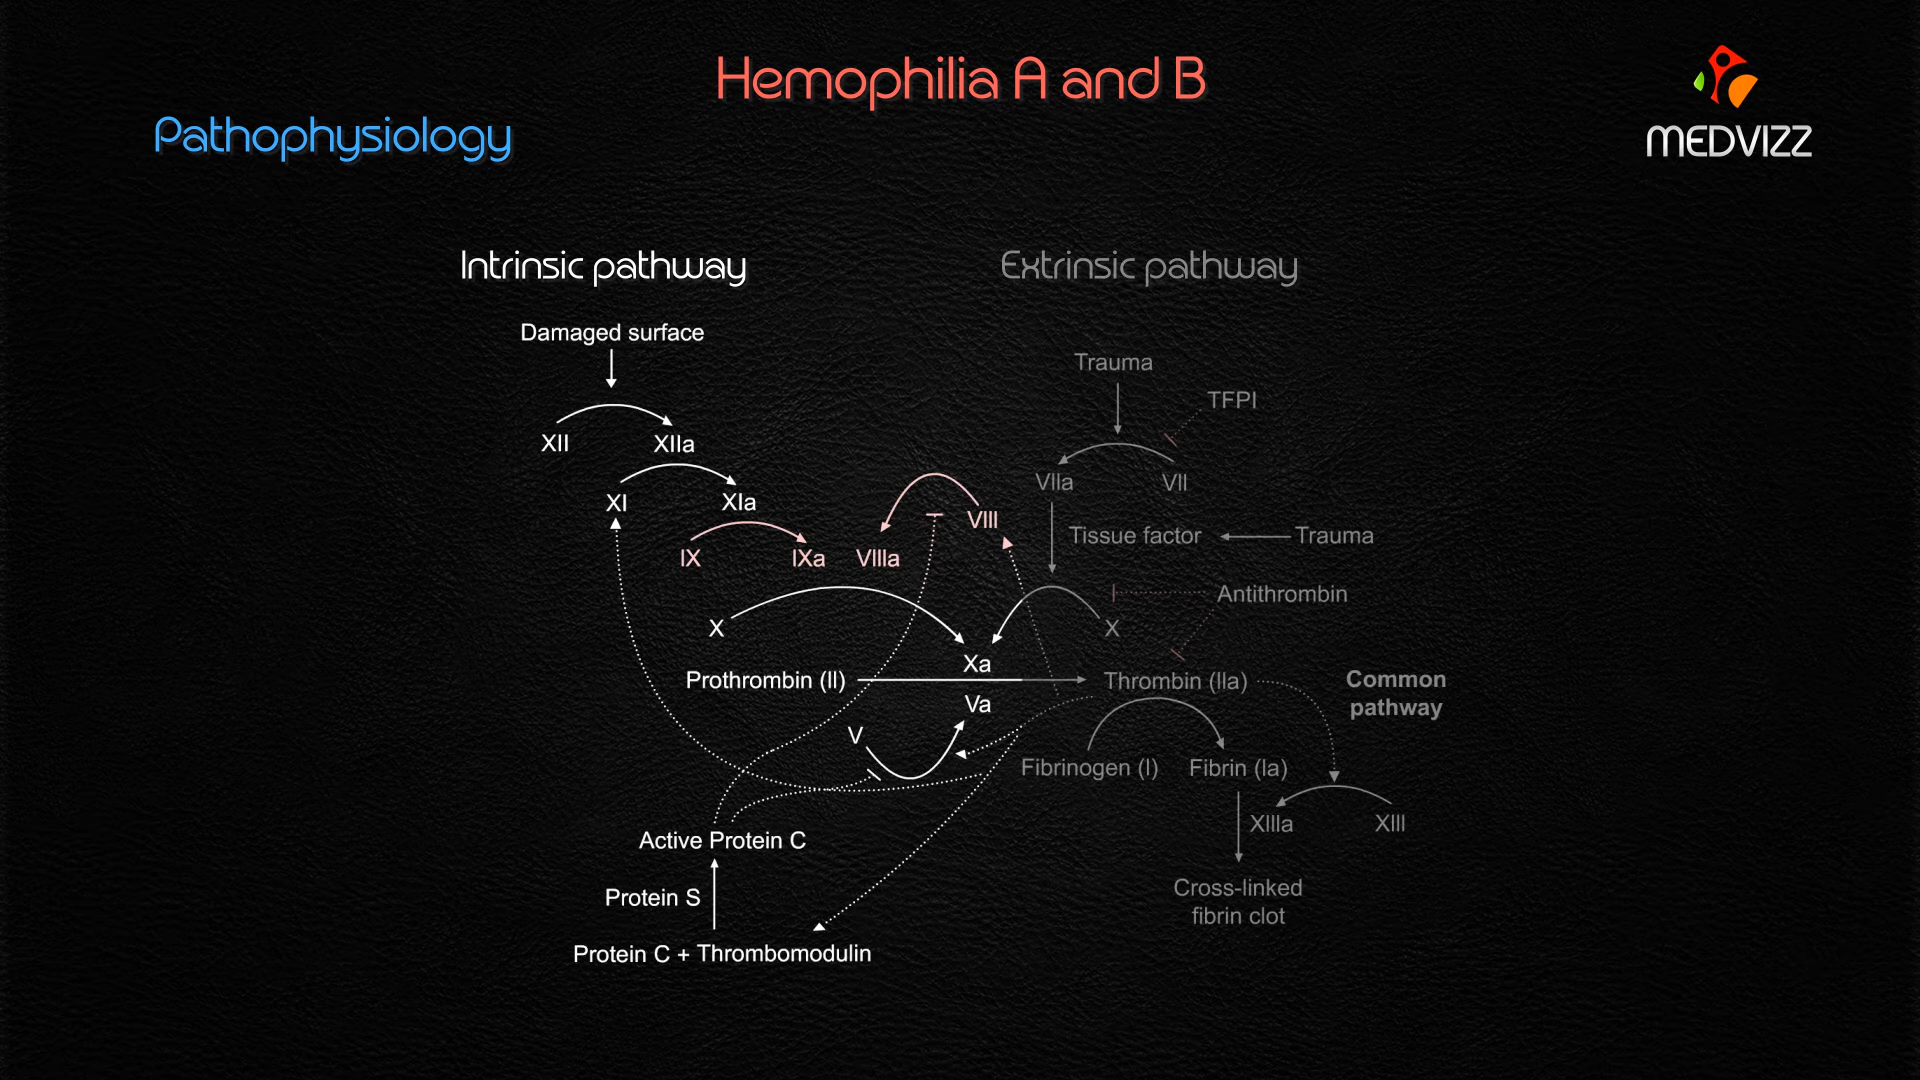 Hemophilia A and B
MEDVIZZ
Pathophysiology
Intrinsic pathway
Extrinsic pathway
Damaged surface
Trauma
TFPI
XII
XIIa
VIIa
VII
XI
XIa
VIII
Tissue factor
Trauma
IX
IXa
VIIIa
Antithrombin
X
X
Xa
Prothrombin (II)
Thrombin (IIa)
Common
pathway
Va
V
Fibrinogen (I)
Fibrin (Ia)
XIIIa
XIII
Active Protein C
Cross-linked
fibrin clot
Protein S
Protein C + Thrombomodulin